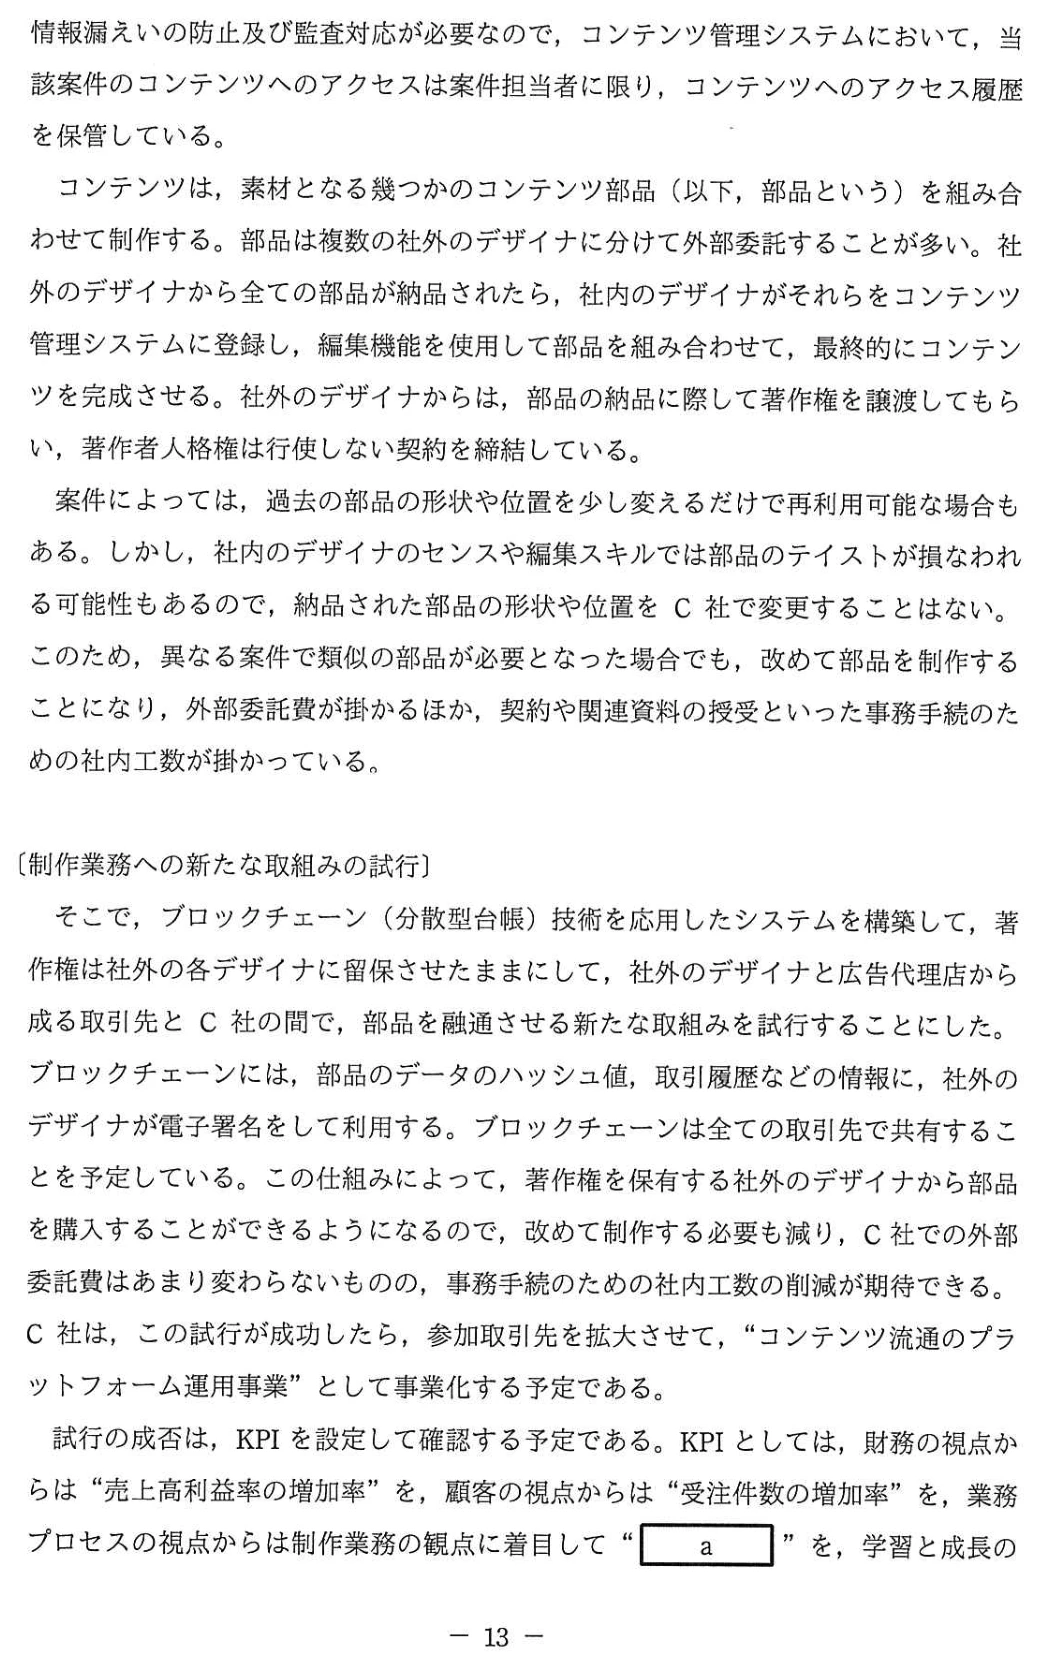 情報漏えいの防止及び監査対応が必要なので，コンテンツ管理システムにおいて，当
該案件のコンテンツへのアクセスは案件担当者に限り，コンテンツへのアクセス履歴
を保管している。
コンテンツは，素材となる幾つかのコンテンツ部品（以下，部品という）を組み合
わせて制作する。部品は複数の社外のデザイナに分けて外部委託することが多い。社
外のデザイナから全ての部品が納品されたら，社内のデザイナがそれらをコンテンツ
管理システムに登録し，編集機能を使用して部品を組み合わせて，最終的にコンテン
ツを完成させる。社外のデザイナからは，部品の納品に際して著作権を譲渡してもら
い，著作者人格権は行使しない契約を締結している。
案件によっては，過去の部品の形状や位置を少し変えるだけで再利用可能な場合も
ある。しかし，社内のデザイナのセンスや編集スキルでは部品のテイストが損なわれ
る可能性もあるので，納品された部品の形状や位置を C 社で変更することはない。
このため，異なる案件で類似の部品が必要となった場合でも，改めて部品を制作する
ことになり，外部委託費が掛かるほか，契約や関連資料の授受といった事務手続のた
めの社内工数が掛かっている。
〔制作業務への新たな取組みの試行〕
そこで，ブロックチェーン（分散型台帳）技術を応用したシステムを構築して，著
作権は社外の各デザイナに留保させたままにして，社外のデザイナと広告代理店から
成る取引先と C 社の間で，部品を融通させる新たな取組みを試行することにした。
ブロックチェーンには，部品のデータのハッシュ値，取引履歴などの情報に，社外の
デザイナが電子署名をして利用する。ブロックチェーンは全ての取引先で共有するこ
とを予定している。この仕組みによって，著作権を保有する社外のデザイナから部品
を購入することができるようになるので，改めて制作する必要も減り，C 社での外部
委託費はあまり変わらないものの，事務手続のための社内工数の削減が期待できる。
C 社は，この試行が成功したら，参加取引先を拡大させて，“コンテンツ流通のプラ
ットフォーム運用事業”として事業化する予定である。
試行の成否は，KPI を設定して確認する予定である。KPI としては，財務の視点か
らは“売上高利益率の増加率”を，顧客の視点からは“受注件数の増加率”を，業務
プロセスの視点からは制作業務の観点に着目して“ a ”を，学習と成長の
－ 13 －